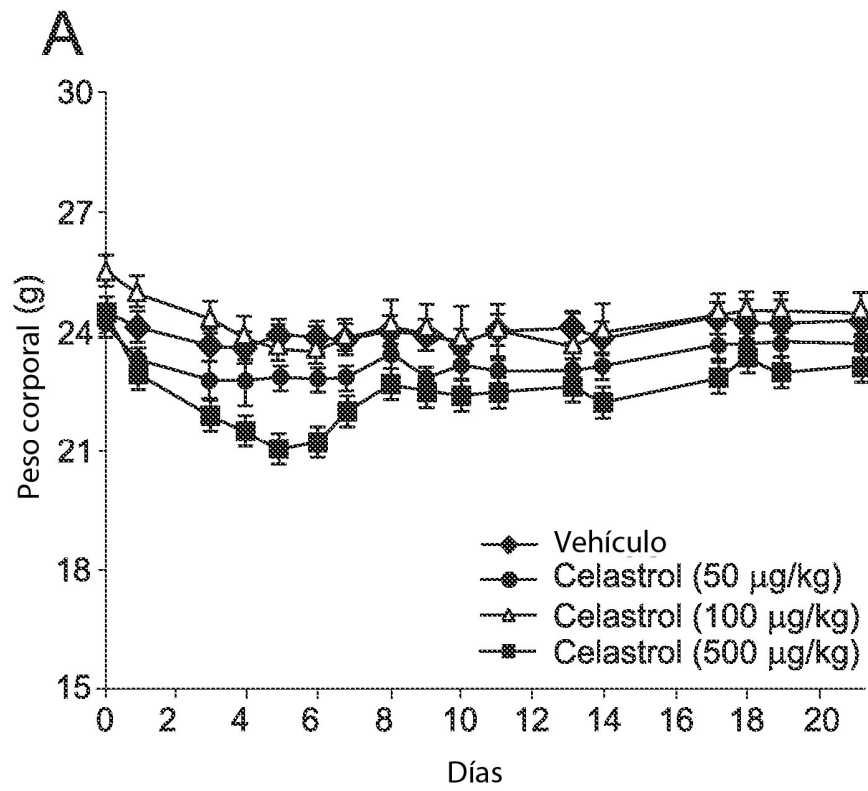 A
30
27
24
21
18
15
Peso corporal (g)
Vehículo
Celastrol (50 µg/kg)
Celastrol (100 µg/kg)
Celastrol (500 µg/kg)
0 2 4 6 8 10 12 14 16 18 20
Días